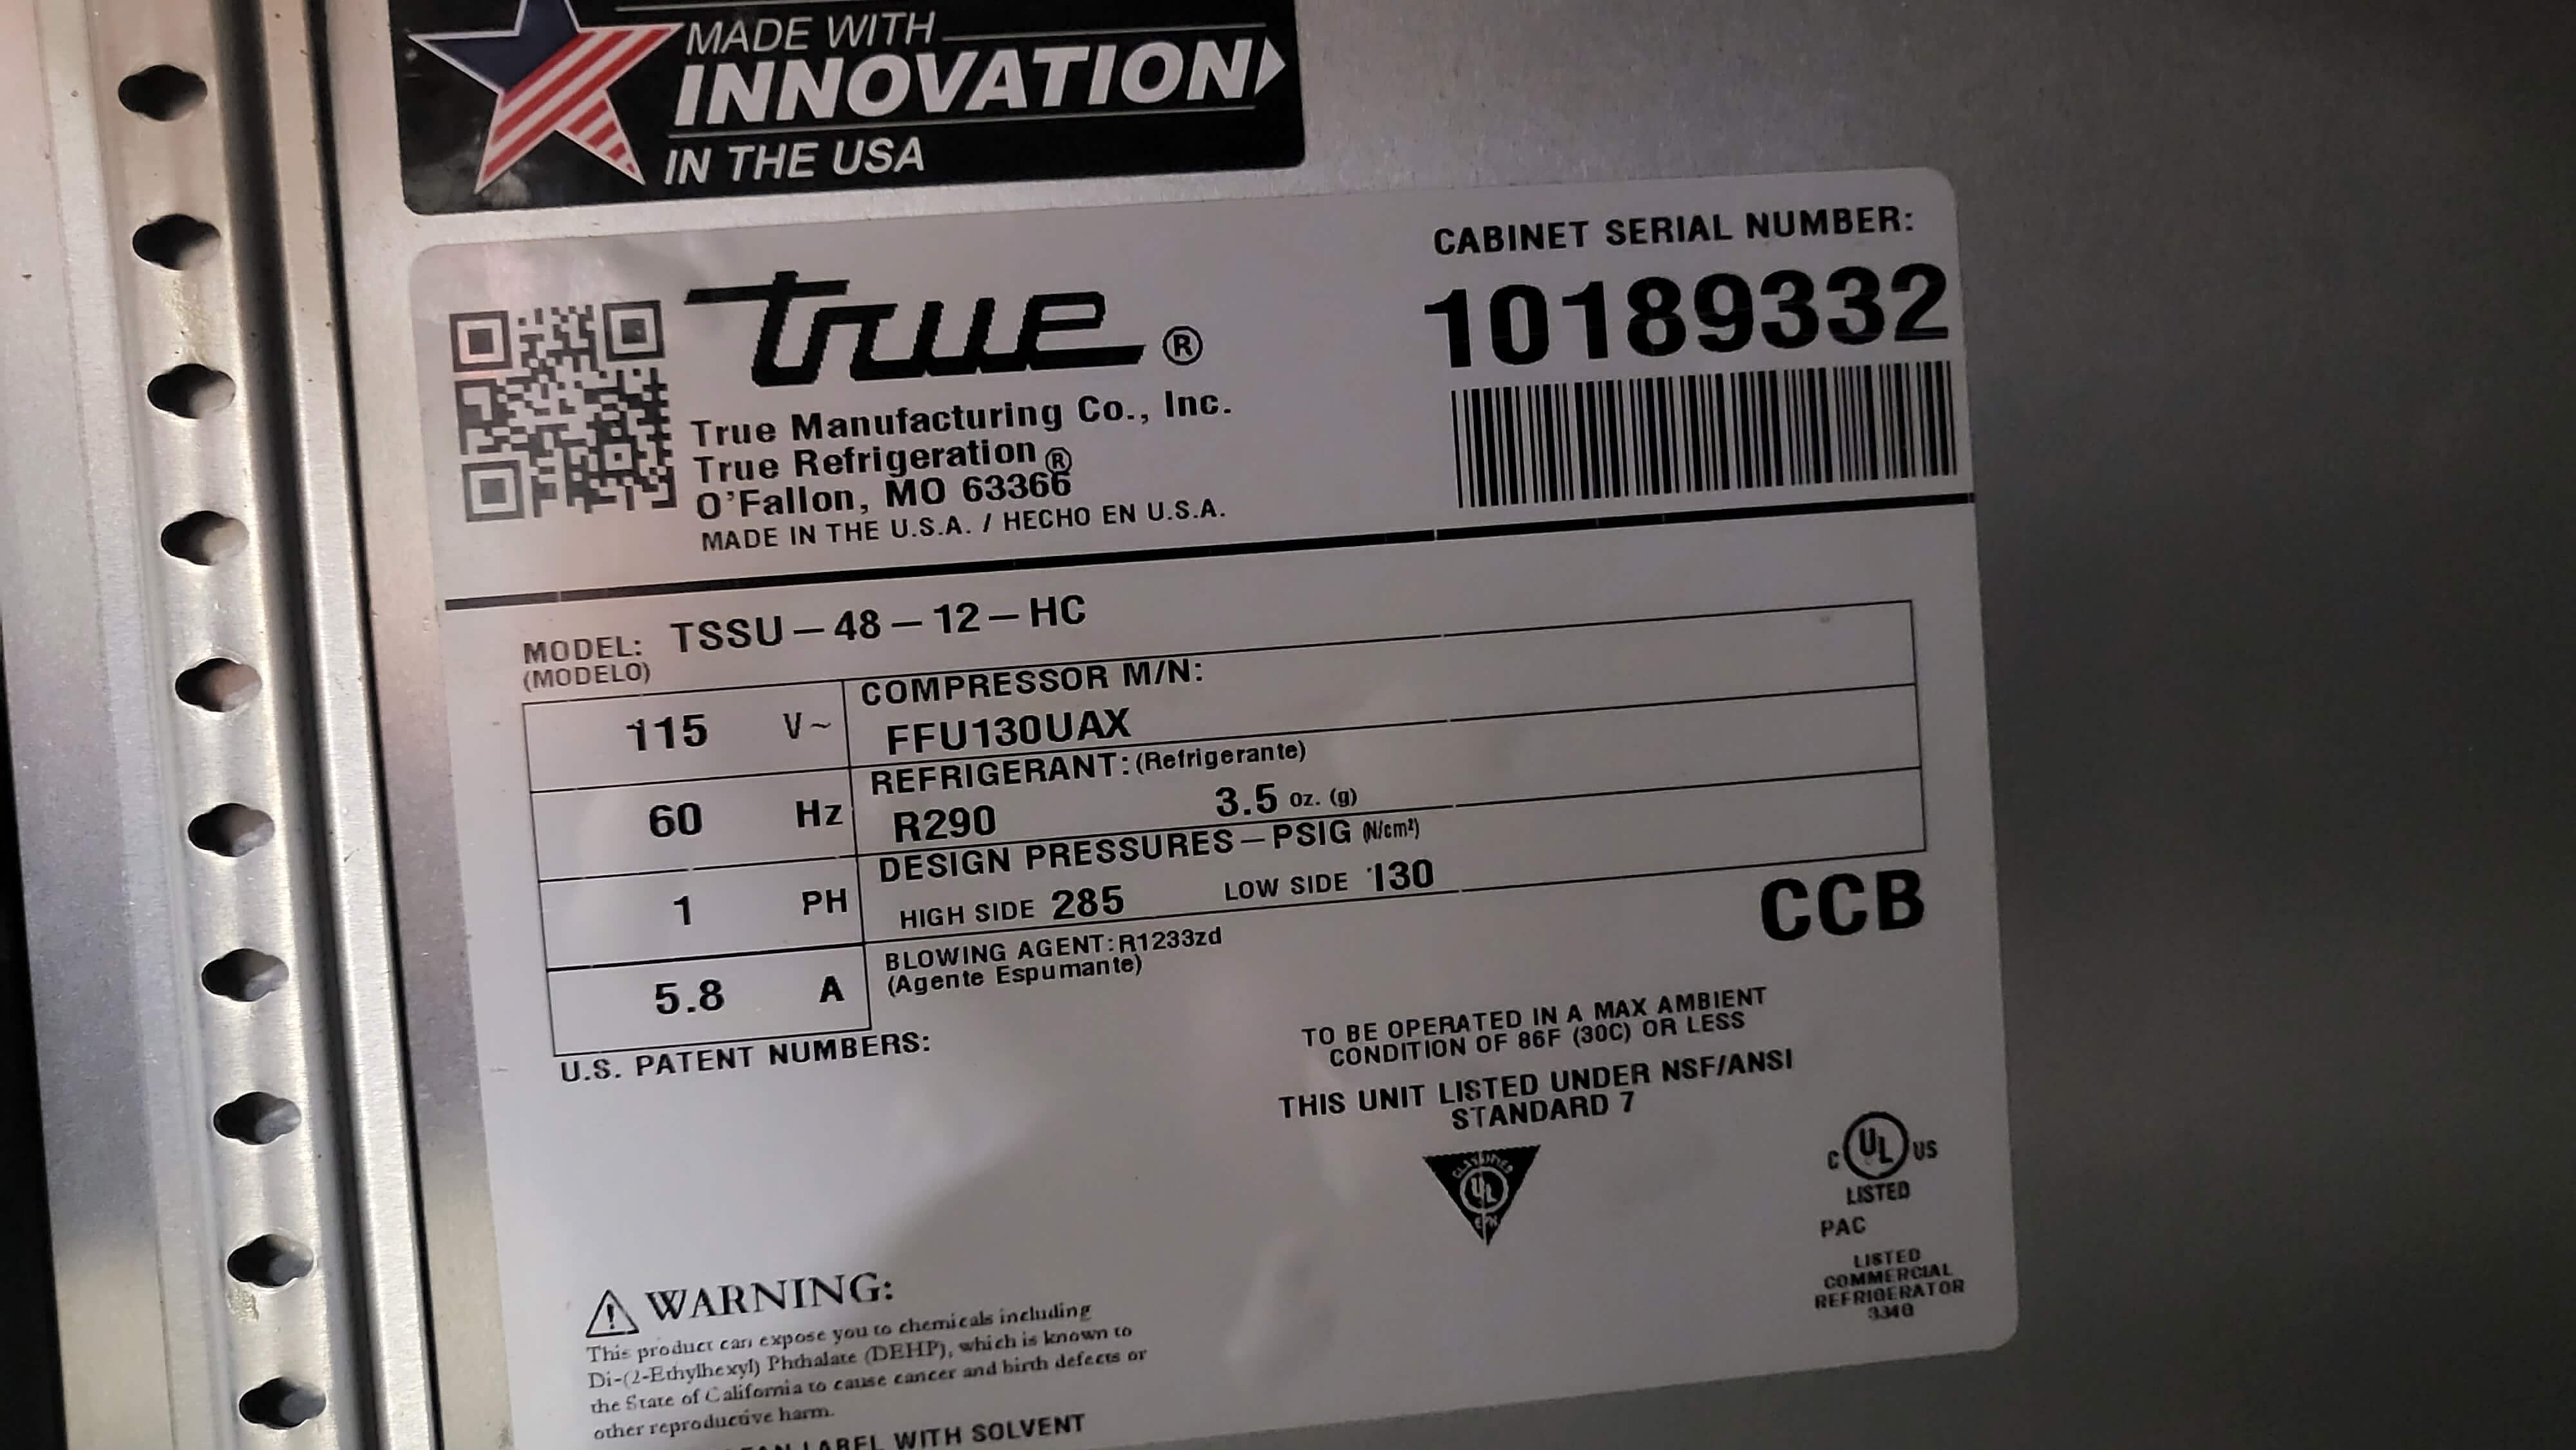 MADE WITH
INNOVATION
IN THE USA
CABINET SERIAL NUMBER:
10189332
true ®
True Manufacturing Co., Inc.
True Refrigeration ®
O'Fallon, MO 63366
MADE IN THE U.S.A. / HECHO EN U.S.A.
MODEL: TSSU-48-12-HC
(MODELO)
115 V~
COMPRESSOR M/N:
FFU130UAX
60 Hz
REFRIGERANT: (Refrigerante)
R290 3.5 oz. (g)
1 PH
DESIGN PRESSURES-PSIG (N/cm²)
HIGH SIDE 285 LOW SIDE 130
5.8 A
BLOWING AGENT: R1233zd
(Agente Espumante)
CCB
U.S. PATENT NUMBERS:
TO BE OPERATED IN A MAX AMBIENT
CONDITION OF 86F (30C) OR LESS
THIS UNIT LISTED UNDER NSF/ANSI
STANDARD 7
CLASSIFIED
UL
EPH
C UL US
LISTED
PAC
LISTED
COMMERCIAL
REFRIGERATOR
334G
WARNING:
This product can expose you to chemicals including
Di-(2-Ethylhexyl) Phthalate (DEHP), which is known to
the State of California to cause cancer and birth defects or
other reproductive harm.
LABEL WITH SOLVENT